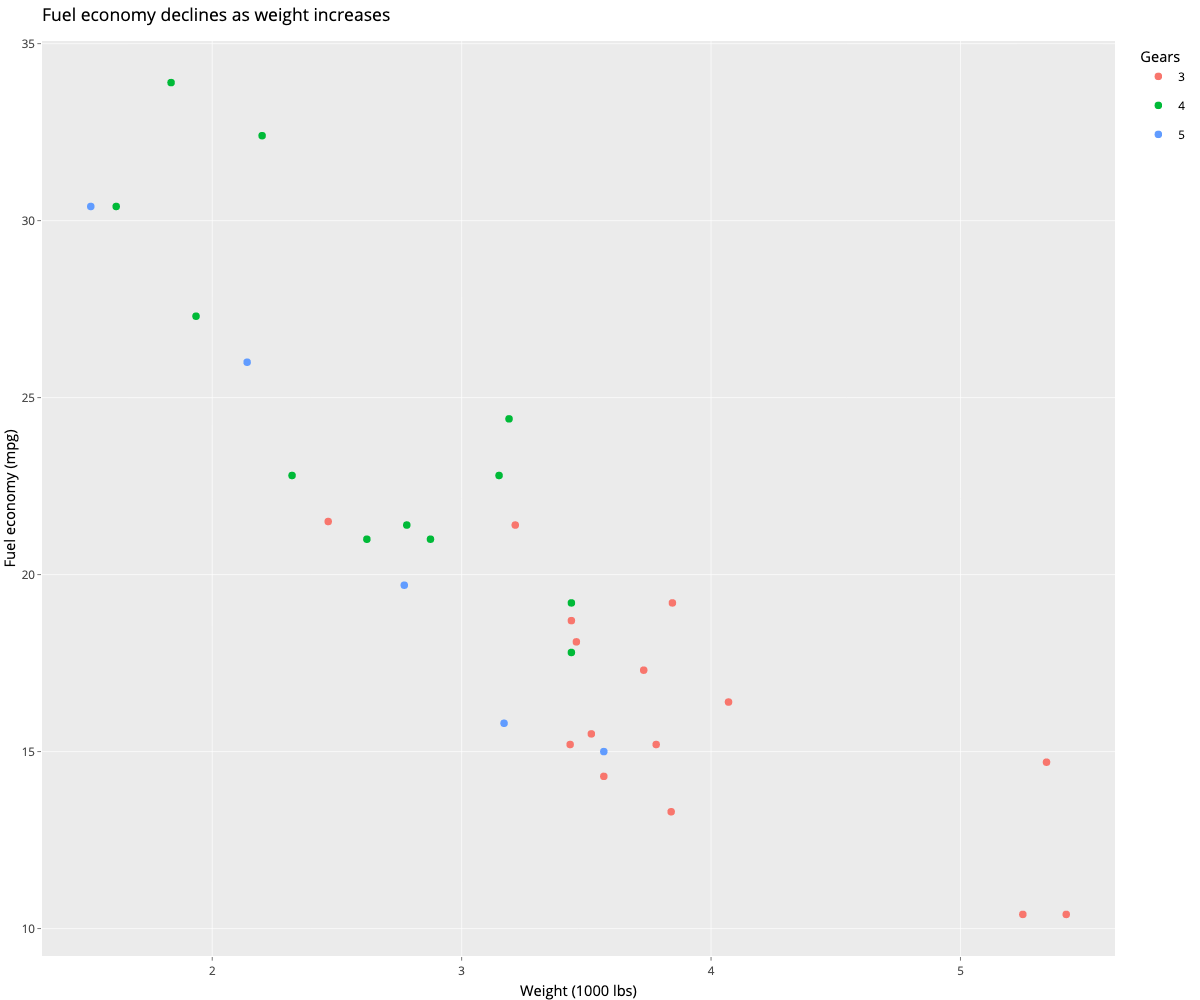 Fuel economy declines as weight increases
Gears
3
4
5
35
30
25
20
15
10
Fuel economy (mpg)
2 3 4 5
Weight (1000 lbs)